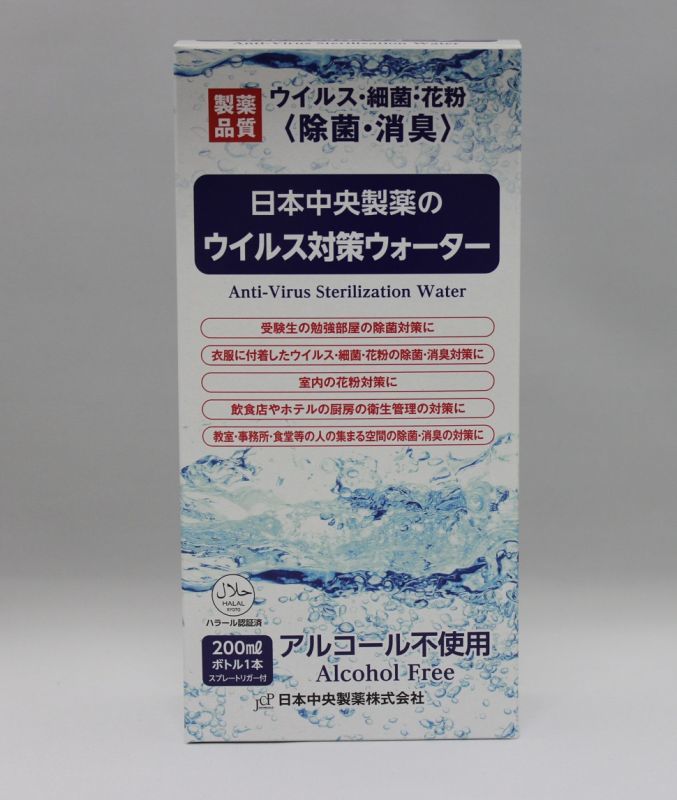 Anti-Virus Sterilization Water
製薬
品質
ウイルス・細菌・花粉
〈除菌・消臭〉
日本中央製薬の
ウイルス対策ウォーター
Anti-Virus Sterilization Water
受験生の勉強部屋の除菌対策に
衣服に付着したウイルス・細菌・花粉の除菌・消臭対策に
室内の花粉対策に
飲食店やホテルの厨房の衛生管理の対策に
教室・事務所・食堂等の人の集まる空間の除菌・消臭の対策に
حلال
HALAL
KYOTO
ハラール認証済
200mℓ
ボトル1本
スプレートリガー付
アルコール不使用
Alcohol Free
JCP 日本中央製薬株式会社